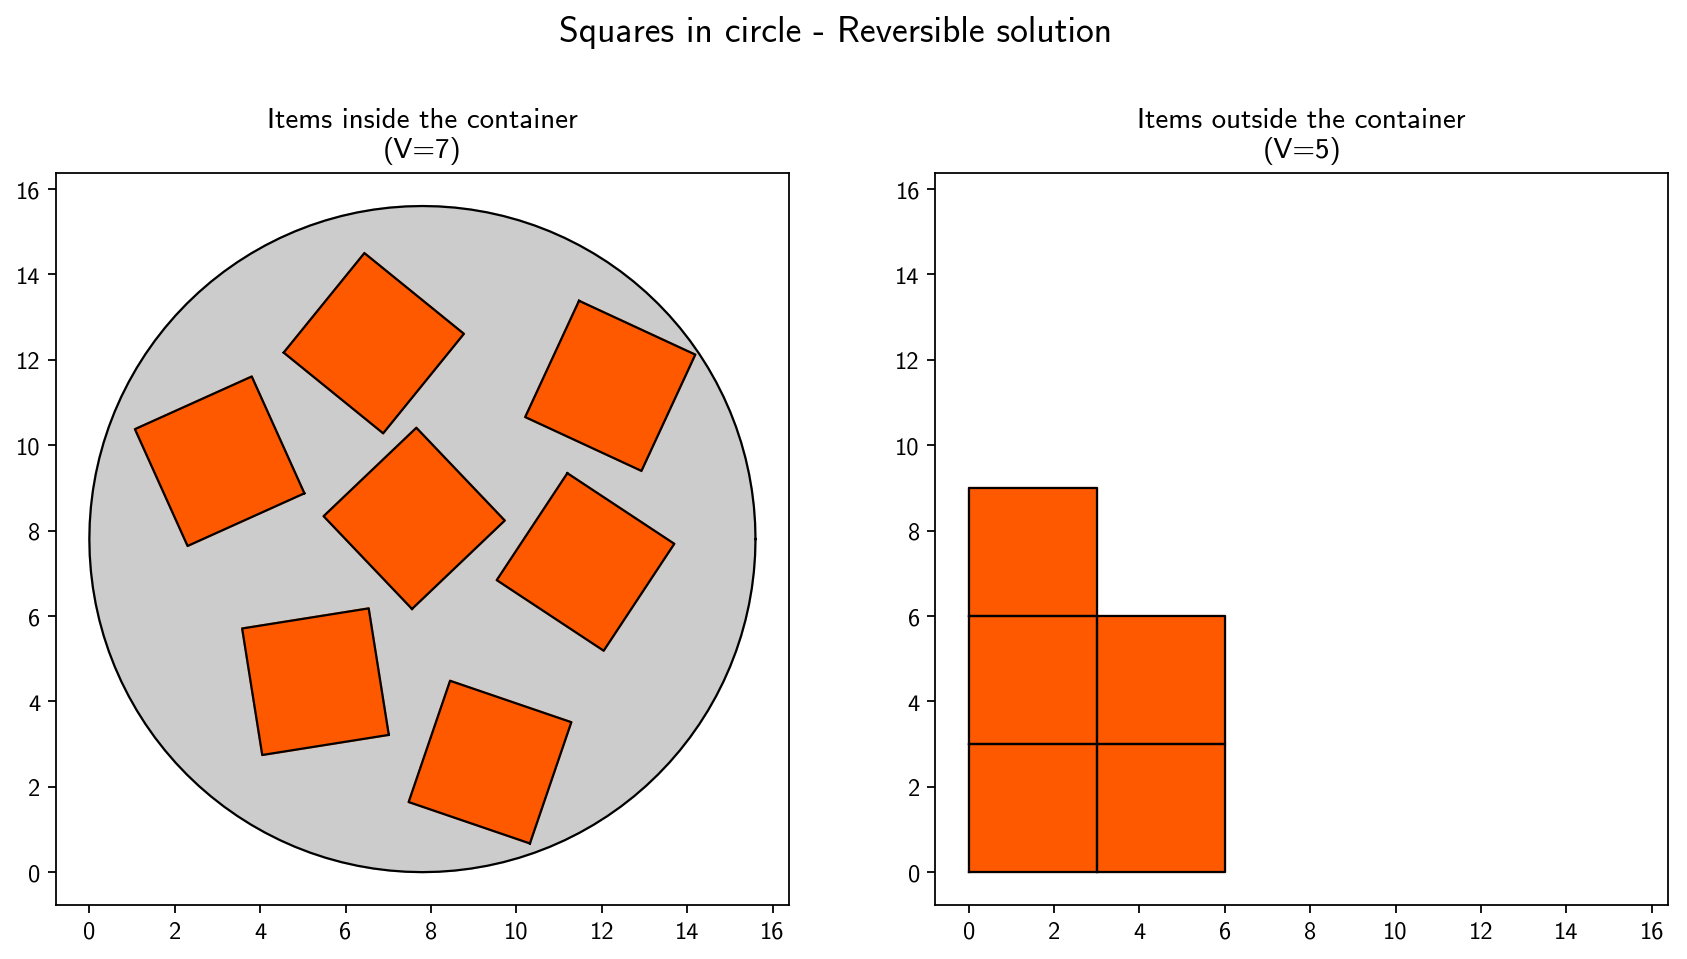 Squares in circle - Reversible solution
Items inside the container
(V=7)
16
14
12
10
8
6
4
2
0
0 2 4 6 8 10 12 14 16
Items outside the container
(V=5)
16
14
12
10
8
6
4
2
0
0 2 4 6 8 10 12 14 16